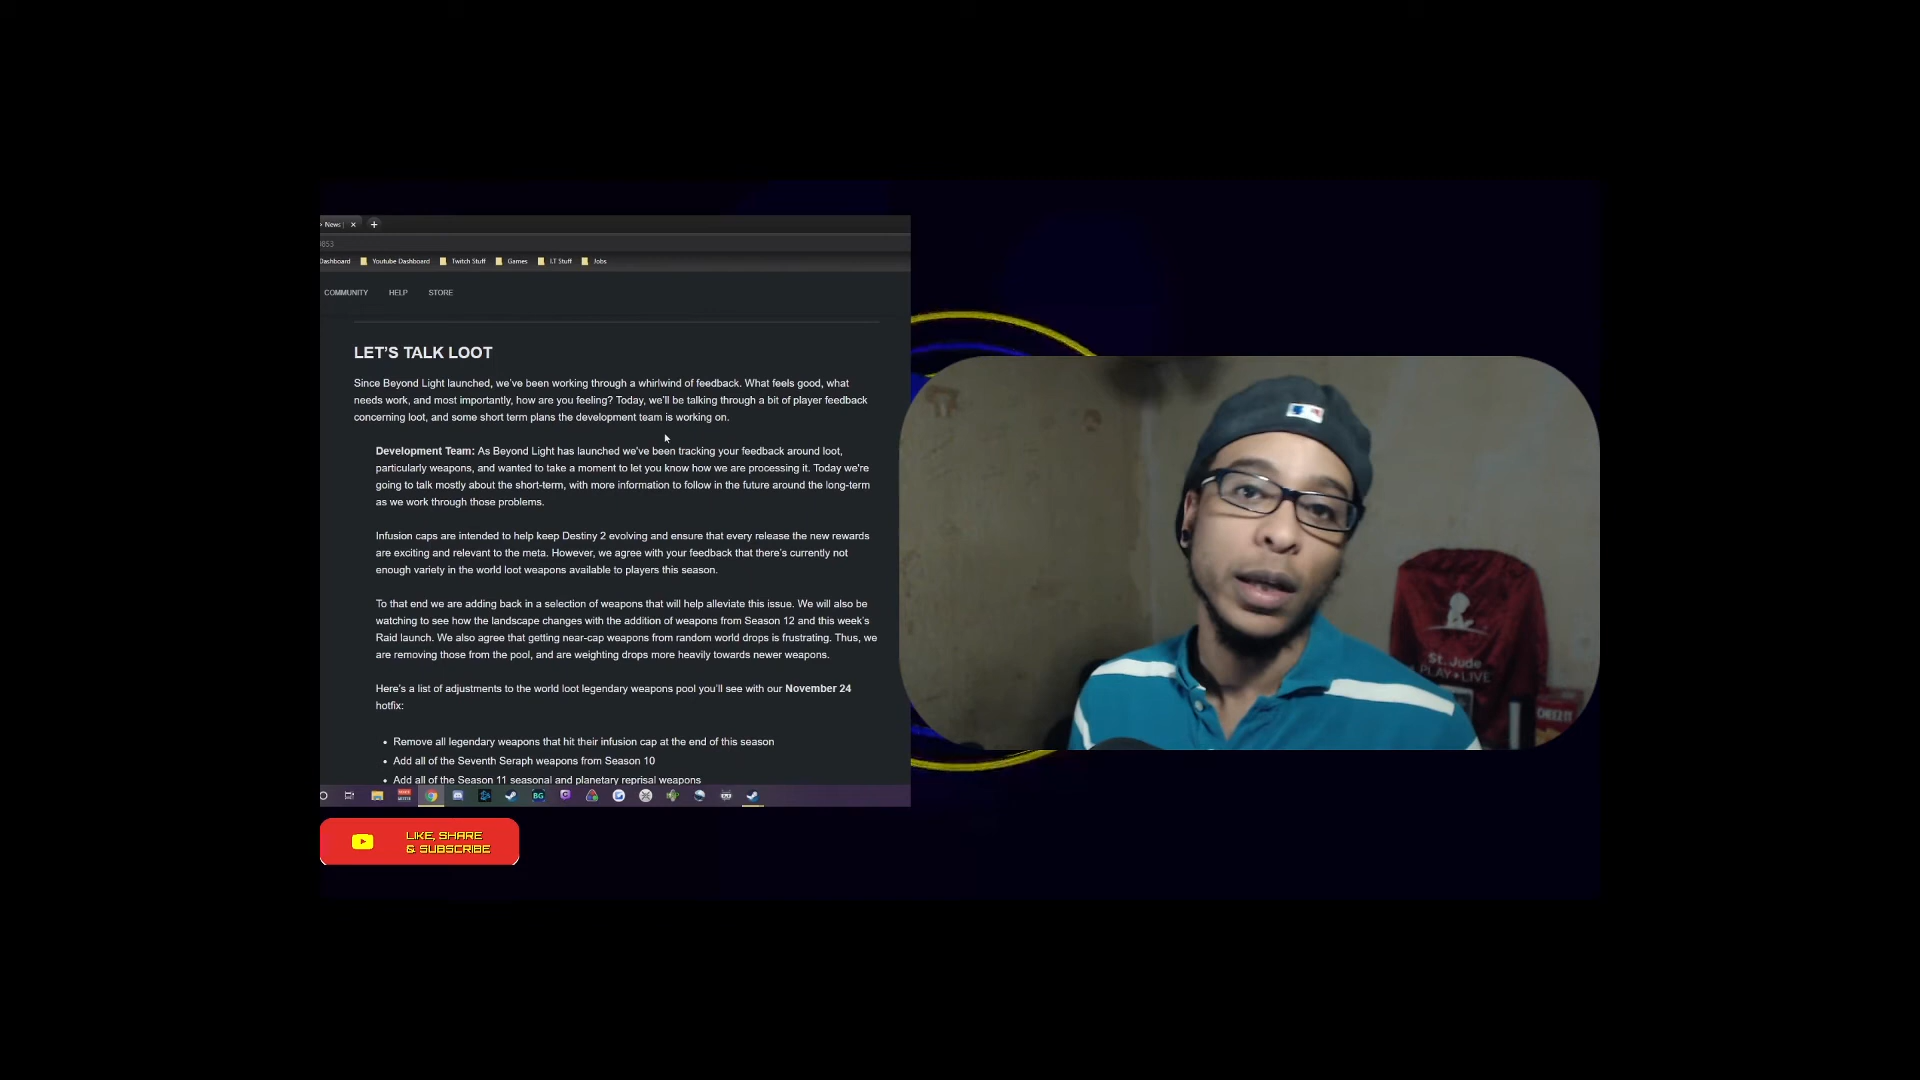 News |
853
Dashboard Youtube Dashboard Twitch Stuff Games I.T Stuff Jobs
COMMUNITY HELP STORE
LET'S TALK LOOT
Since Beyond Light launched, we've been working through a whirlwind of feedback. What feels good, what
needs work, and most importantly, how are you feeling? Today, we'll be talking through a bit of player feedback
concerning loot, and some short term plans the development team is working on.
Development Team: As Beyond Light has launched we've been tracking your feedback around loot,
particularly weapons, and wanted to take a moment to let you know how we are processing it. Today we're
going to talk mostly about the short-term, with more information to follow in the future around the long-term
as we work through those problems.
Infusion caps are intended to help keep Destiny 2 evolving and ensure that every release the new rewards
are exciting and relevant to the meta. However, we agree with your feedback that there's currently not
enough variety in the world loot weapons available to players this season.
To that end we are adding back in a selection of weapons that will help alleviate this issue. We will also be
watching to see how the landscape changes with the addition of weapons from Season 12 and this week's
Raid launch. We also agree that getting near-cap weapons from random world drops is frustrating. Thus, we
are removing those from the pool, and are weighting drops more heavily towards newer weapons.
Here's a list of adjustments to the world loot legendary weapons pool you'll see with our November 24
hotfix:
• Remove all legendary weapons that hit their infusion cap at the end of this season
• Add all of the Seventh Seraph weapons from Season 10
• Add all of the Season 11 seasonal and planetary reprisal weapons
BG
LIKE, SHARE
& SUBSCRIBE
St. Jude
PLAY LIVE
CHEEZ IT